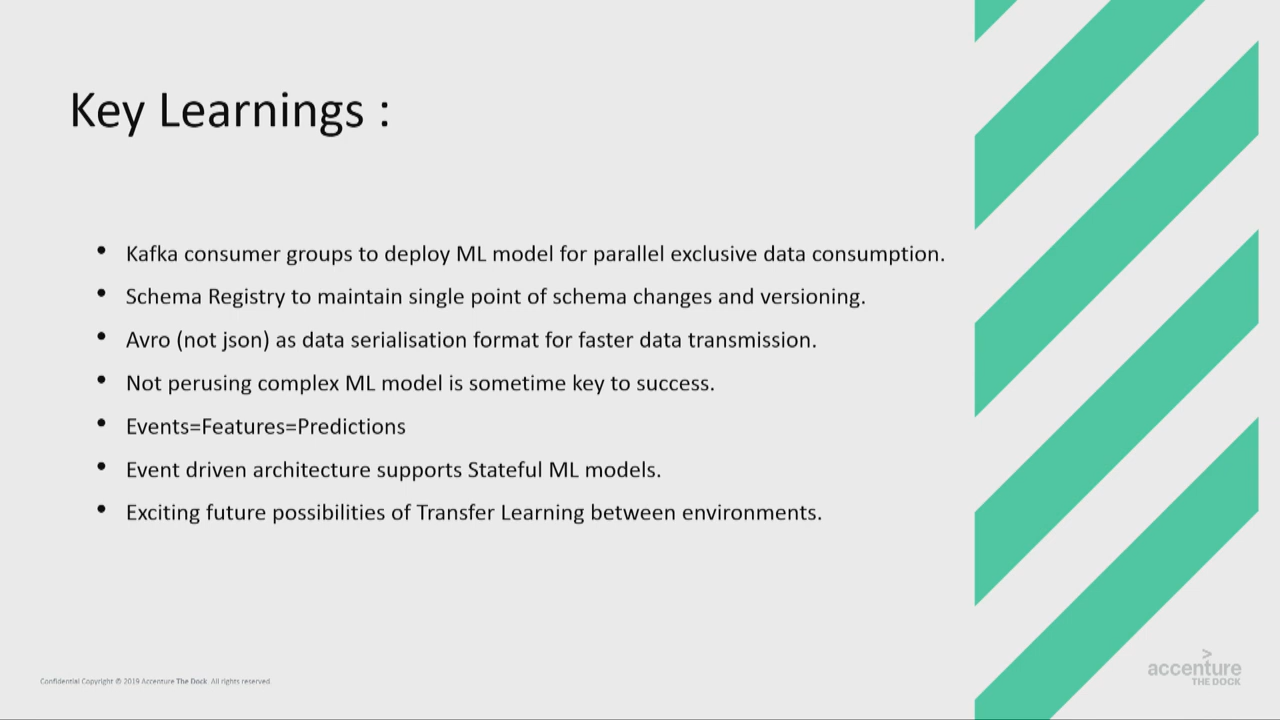 Key Learnings :
• Kafka consumer groups to deploy ML model for parallel exclusive data consumption.
• Schema Registry to maintain single point of schema changes and versioning.
• Avro (not json) as data serialisation format for faster data transmission.
• Not perusing complex ML model is sometime key to success.
• Events=Features=Predictions
• Event driven architecture supports Stateful ML models.
• Exciting future possibilities of Transfer Learning between environments.
Confidential Copyright © 2019 Accenture The Dock. All rights reserved.
>
accenture
THE DOCK